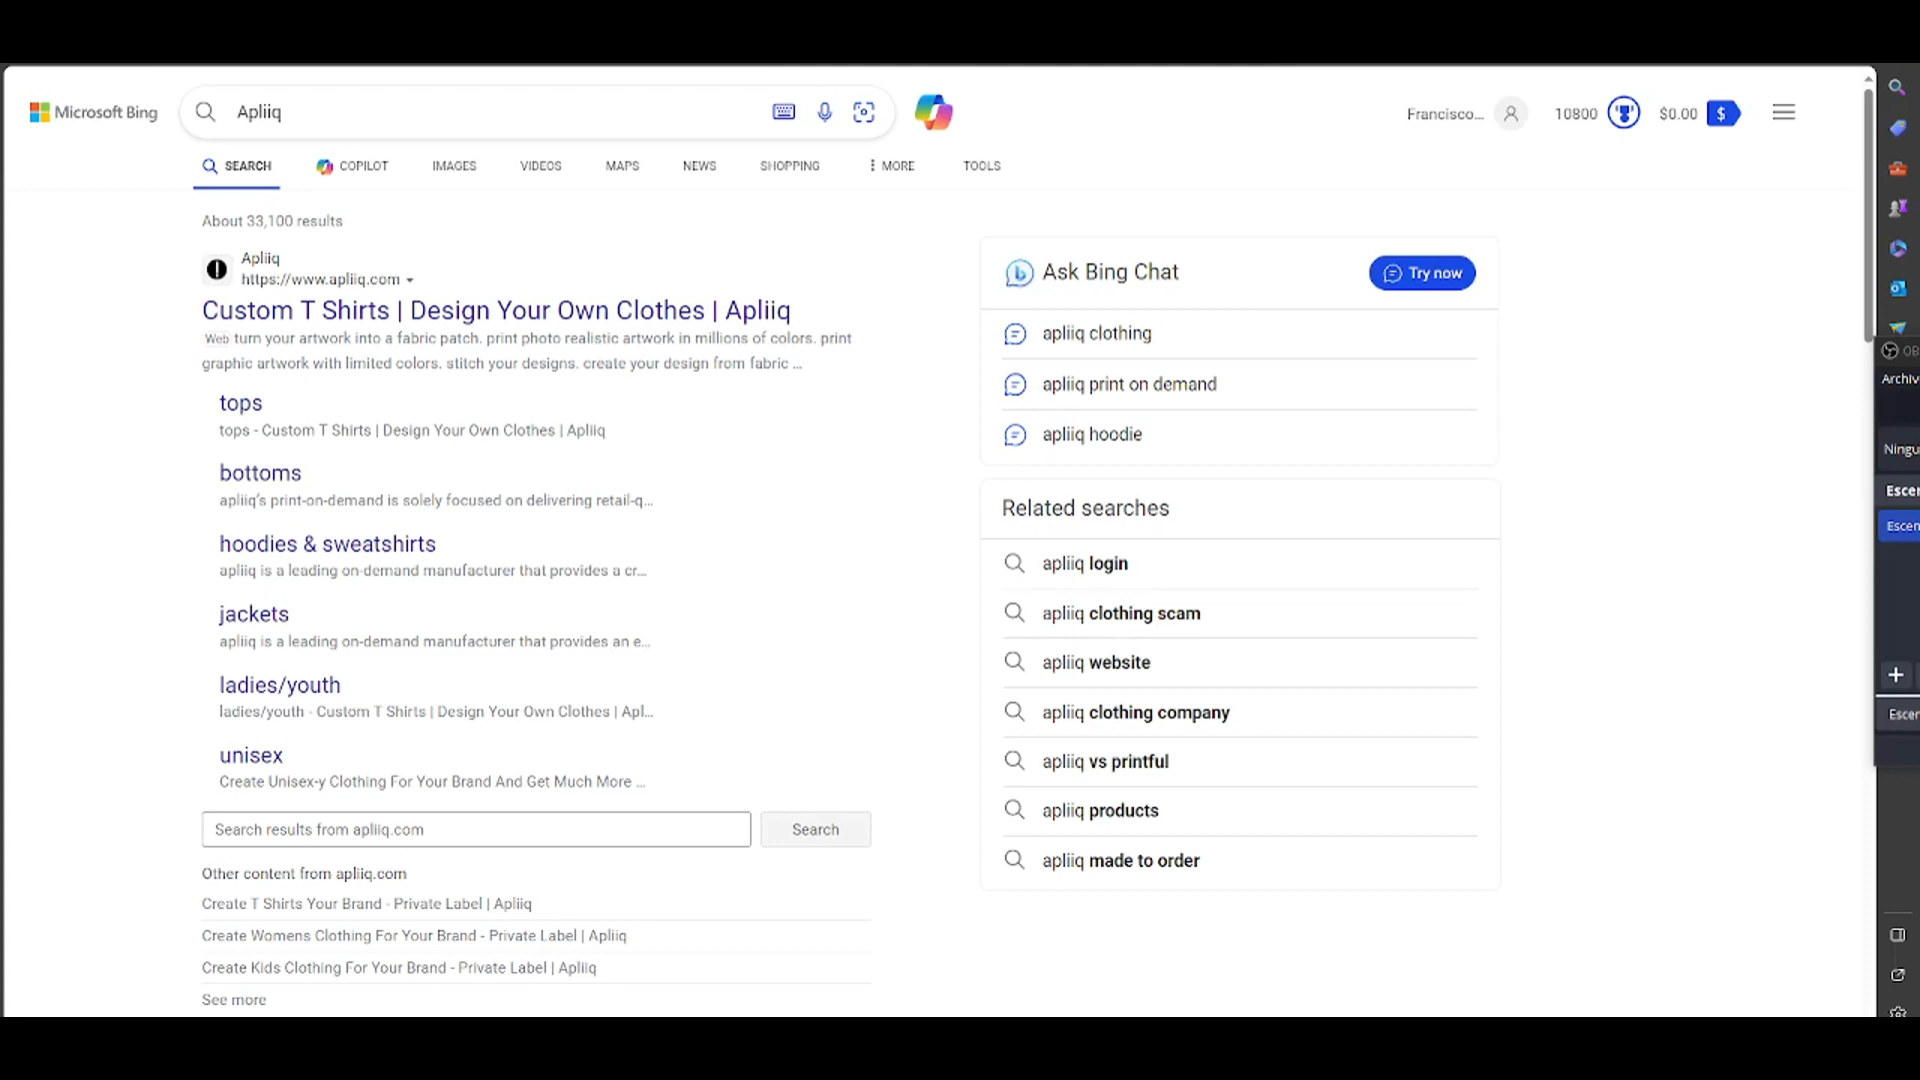 Microsoft Bing
Apliiq
Francisco...
10800
$0.00
SEARCH
COPILOT
IMAGES
VIDEOS
MAPS
NEWS
SHOPPING
MORE
TOOLS
About 33,100 results
Apliiq
https://www.apliiq.com
Custom T Shirts | Design Your Own Clothes | Apliiq
Web turn your artwork into a fabric patch. print photo realistic artwork in millions of colors. print
graphic artwork with limited colors. stitch your designs. create your design from fabric ...
tops
tops - Custom T Shirts | Design Your Own Clothes | Apliiq
bottoms
apliiq's print-on-demand is solely focused on delivering retail-q...
hoodies & sweatshirts
apliiq is a leading on-demand manufacturer that provides a cr...
jackets
apliiq is a leading on-demand manufacturer that provides an e...
ladies/youth
ladies/youth - Custom T Shirts | Design Your Own Clothes | Apl...
unisex
Create Unisex-y Clothing For Your Brand And Get Much More ...
Search results from apliiq.com
Search
Other content from apliiq.com
Create T Shirts Your Brand - Private Label | Apliiq
Create Womens Clothing For Your Brand - Private Label | Apliiq
Create Kids Clothing For Your Brand - Private Label | Apliiq
See more
Ask Bing Chat
Try now
apliiq clothing
apliiq print on demand
apliiq hoodie
Related searches
apliiq login
apliiq clothing scam
apliiq website
apliiq clothing company
apliiq vs printful
apliiq products
apliiq made to order
OB
Archiv
Ningu
Escen
Escen
Escen